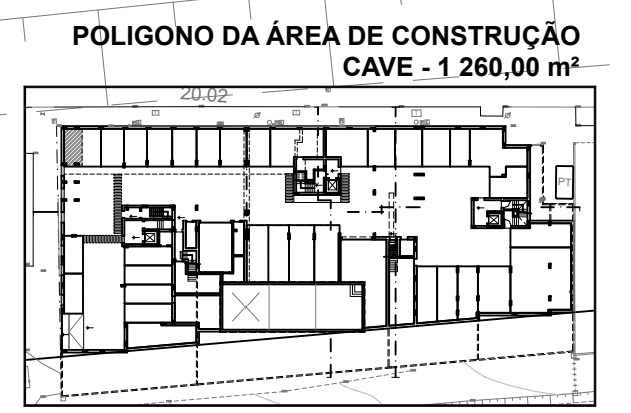 POLIGONO DA ÁREA DE CONSTRUÇÃO
CAVE - 1 260,00 m²
20.02
PT